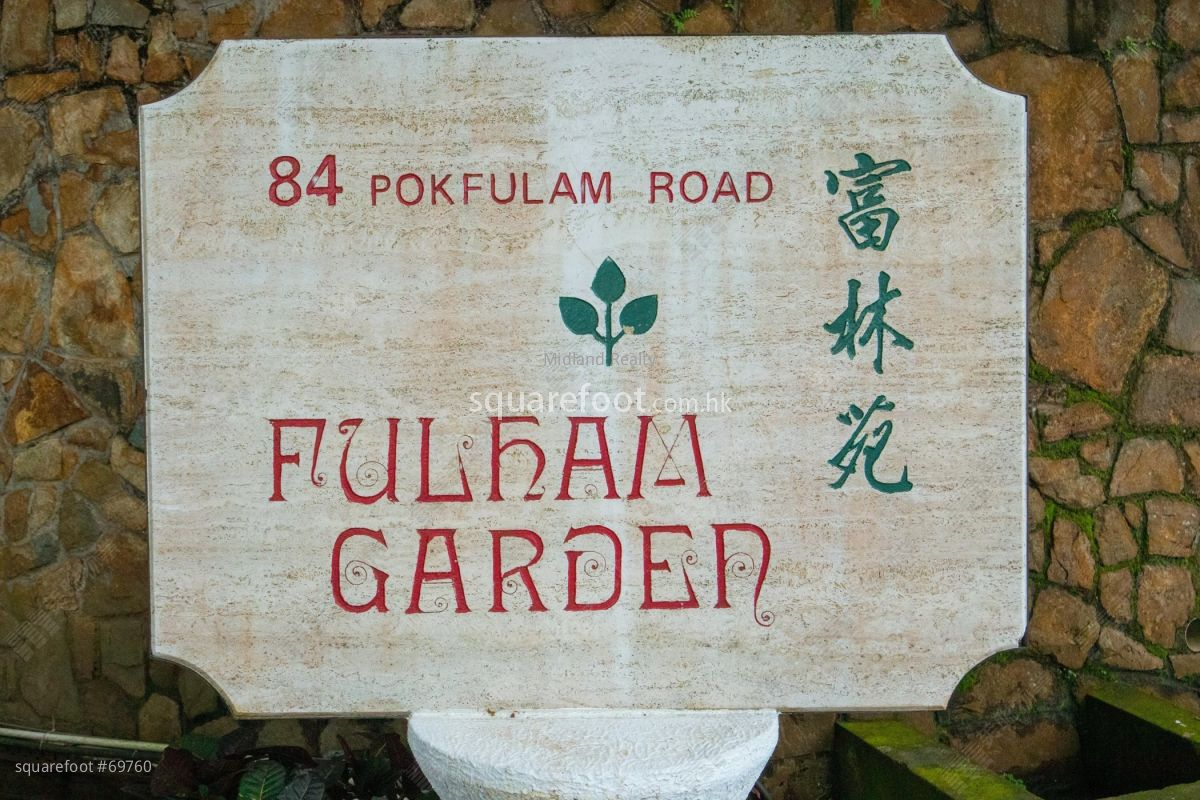 84 POKFULAM ROAD
富林苑
Midland Realty
squarefoot.com.hk
FULHAM
GARDEN
squarefoot #69760